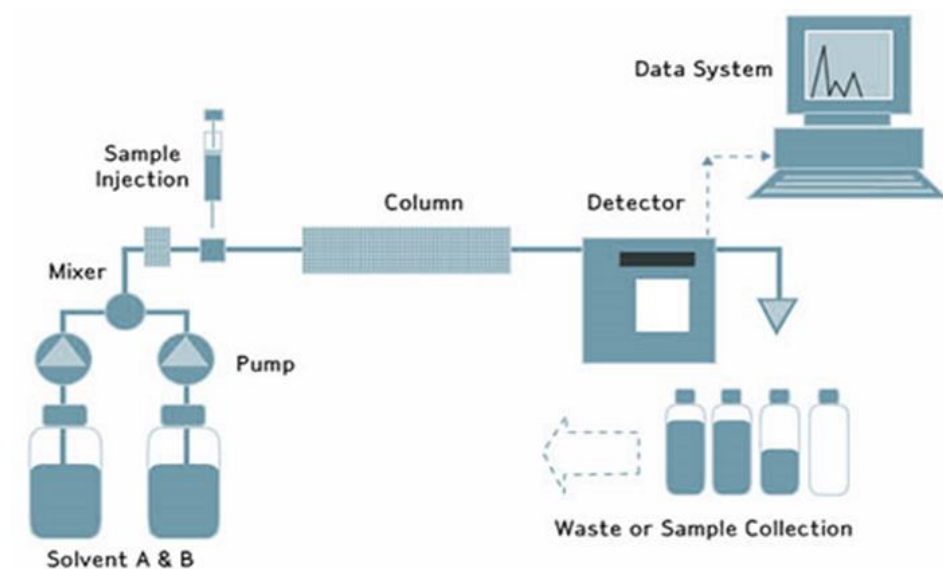 Data System
Sample
Injection
Column
Detector
Mixer
Pump
Waste or Sample Collection
Solvent A & B